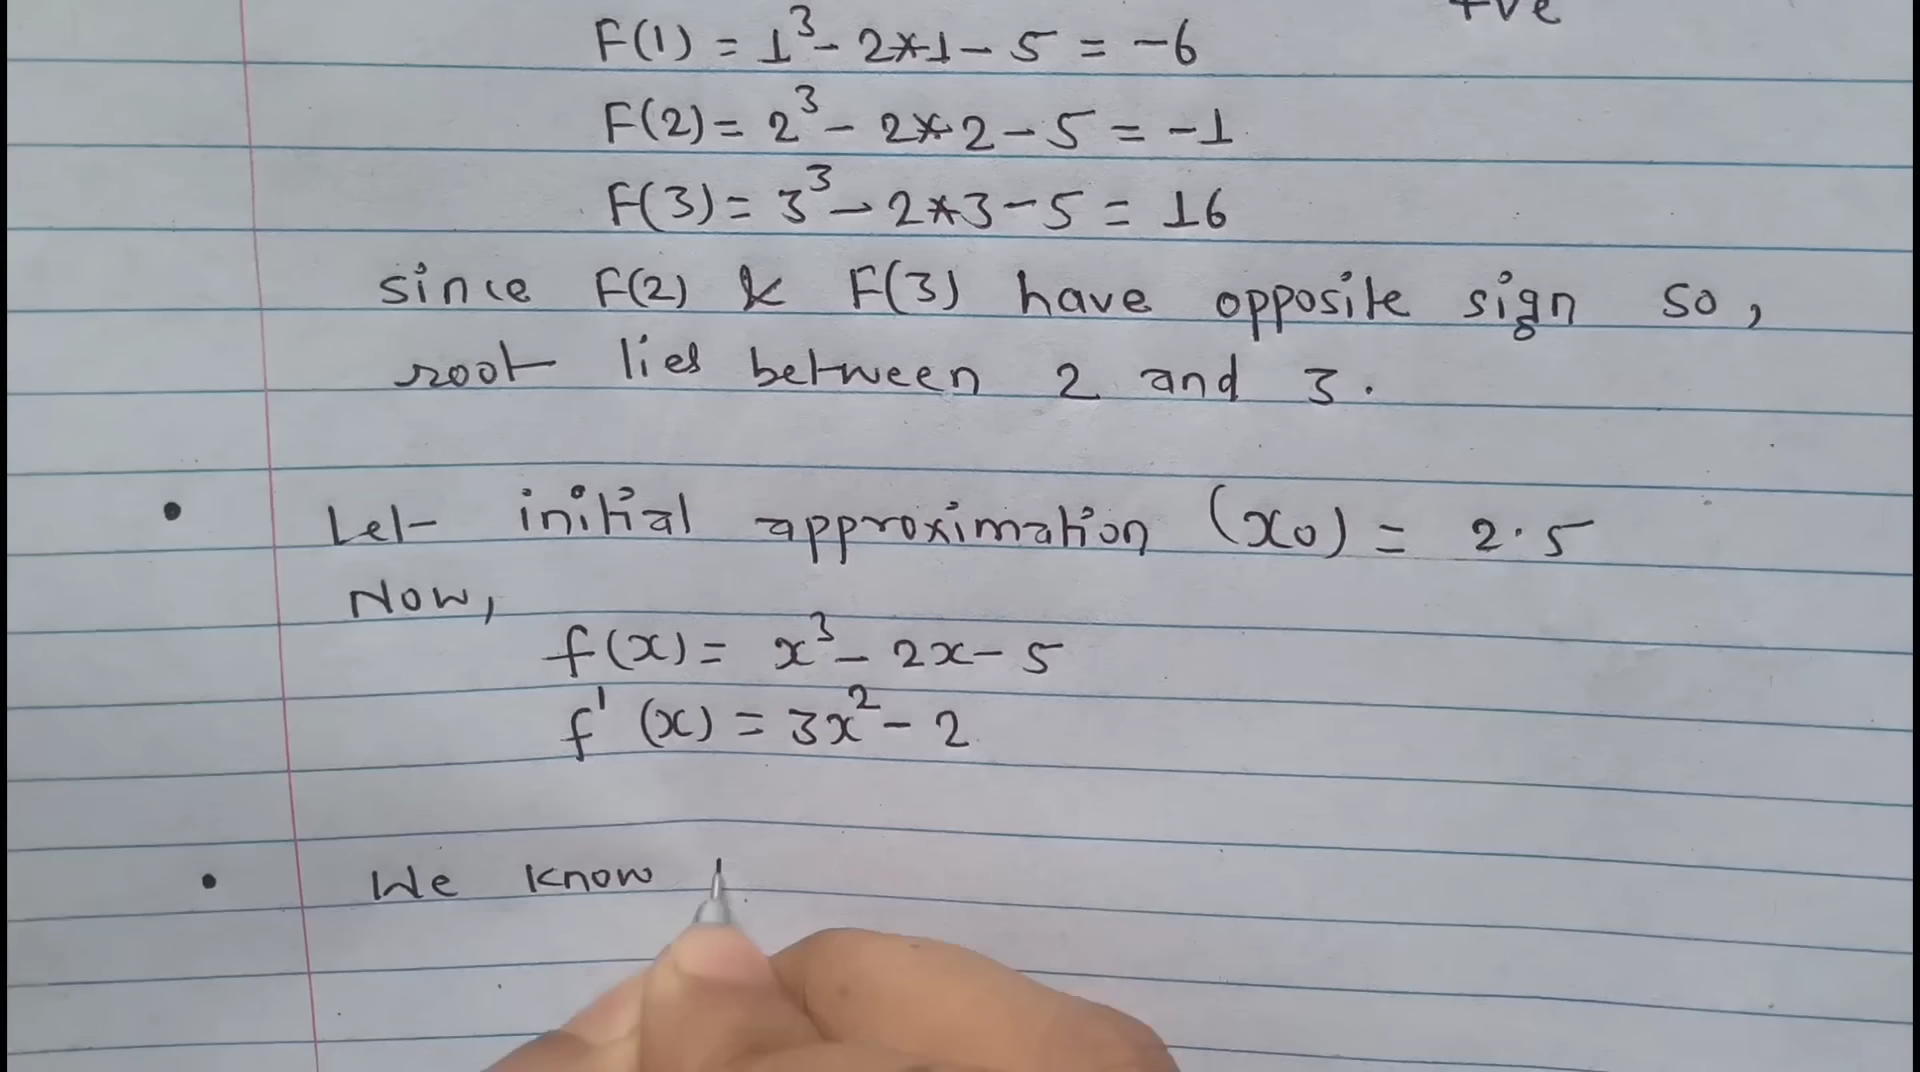 +ve
F(1) = 1³- 2*1 - 5 = -6
F(2) = 2³ - 2*2 - 5 = -1
F(3) = 3³ - 2*3 - 5 = 16
since F(2) & F(3) have opposite sign so,
root lies between 2 and 3.
Let initial approximation (x0) = 2.5
Now,
f(x) = x³ - 2x - 5
f'(x) = 3x² - 2
We know